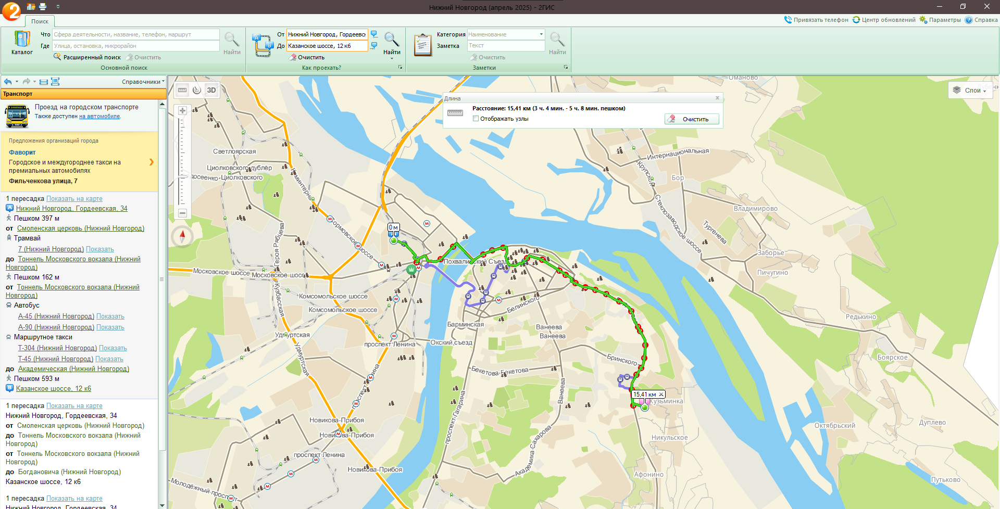 Нижний Новгород (апрель 2025) - 2ГИС
Поиск
Привязать телефон
Центр обновлений
Параметры
Справка
Каталог
Что Сфера деятельности, название, телефон, маршрут
Где Улица, остановка, микрорайон
Расширенный поиск
Очистить
Найти
Основной поиск
От Нижний Новгород, Гордеевск
До Казанское шоссе, 12 к6
Очистить
Найти
Как проехать?
Категория Наименование
Заметка Текст
Очистить
Найти
Заметки
Справочники
Транспорт
Проезд на городском транспорте
Также доступен на автомобиле.
Предложения организаций города
Фаворит
Городское и междугороднее такси на
премиальных автомобилях
Фильченкова улица, 7
1 пересадка Показать на карте
A Нижний Новгород, Гордеевская, 34
Пешком 397 м
от Смоленская церковь (Нижний Новгород)
Трамвай
7 (Нижний Новгород) Показать
до Тоннель Московского вокзала (Нижний
Новгород)
Пешком 162 м
от Тоннель Московского вокзала (Нижний
Новгород)
Автобус
А-45 (Нижний Новгород) Показать
А-90 (Нижний Новгород) Показать
Маршрутное такси
Т-304 (Нижний Новгород) Показать
Т-45 (Нижний Новгород) Показать
до Академическая (Нижний Новгород)
Пешком 593 м
B Казанское шоссе, 12 к6
1 пересадка Показать на карте
Нижний Новгород, Гордеевская, 34
от Смоленская церковь (Нижний Новгород)
до Тоннель Московского вокзала (Нижний
Новгород)
от Тоннель Московского вокзала (Нижний
Новгород)
до Богдановича (Нижний Новгород)
Казанское шоссе, 12 к6
1 пересадка Показать на карте
Нижний Новгород, Гордеевская, 34
3D
Длина
Расстояние: 15,41 км (3 ч. 4 мин. - 5 ч. 8 мин. пешком)
Отображать узлы
Очистить
Слои
Оманово
Светлоярская
Циолковского-дублёр
Циолковского
Интернациональная
Бор
Стеклозаводское-шоссе
Владимирово
Тургенева
Заборье
Пичугино
0 м
Героя Рябцева
Московское шоссе
Московское шоссе
Похвалинский Съезд
Кузбасская
Комсомольское шоссе
Комсомольское шоссе
Белинского
Барминская
Ванеева
Ванеева
Редькино
Удмуртская
Удмуртская
проспект Ленина
Окский съезд
Бринского
Боярское
Бекетова
Бекетова
Ванеева
15,41 км
Кузьминка
проспект-Гагарина
Новикова-Прибоя
Новикова-Прибоя
Октябрьский
Дуплево
Никульское
Академика-Сахарова
проспект Ленина
Новикова-Прибоя
Афонино
Путьково